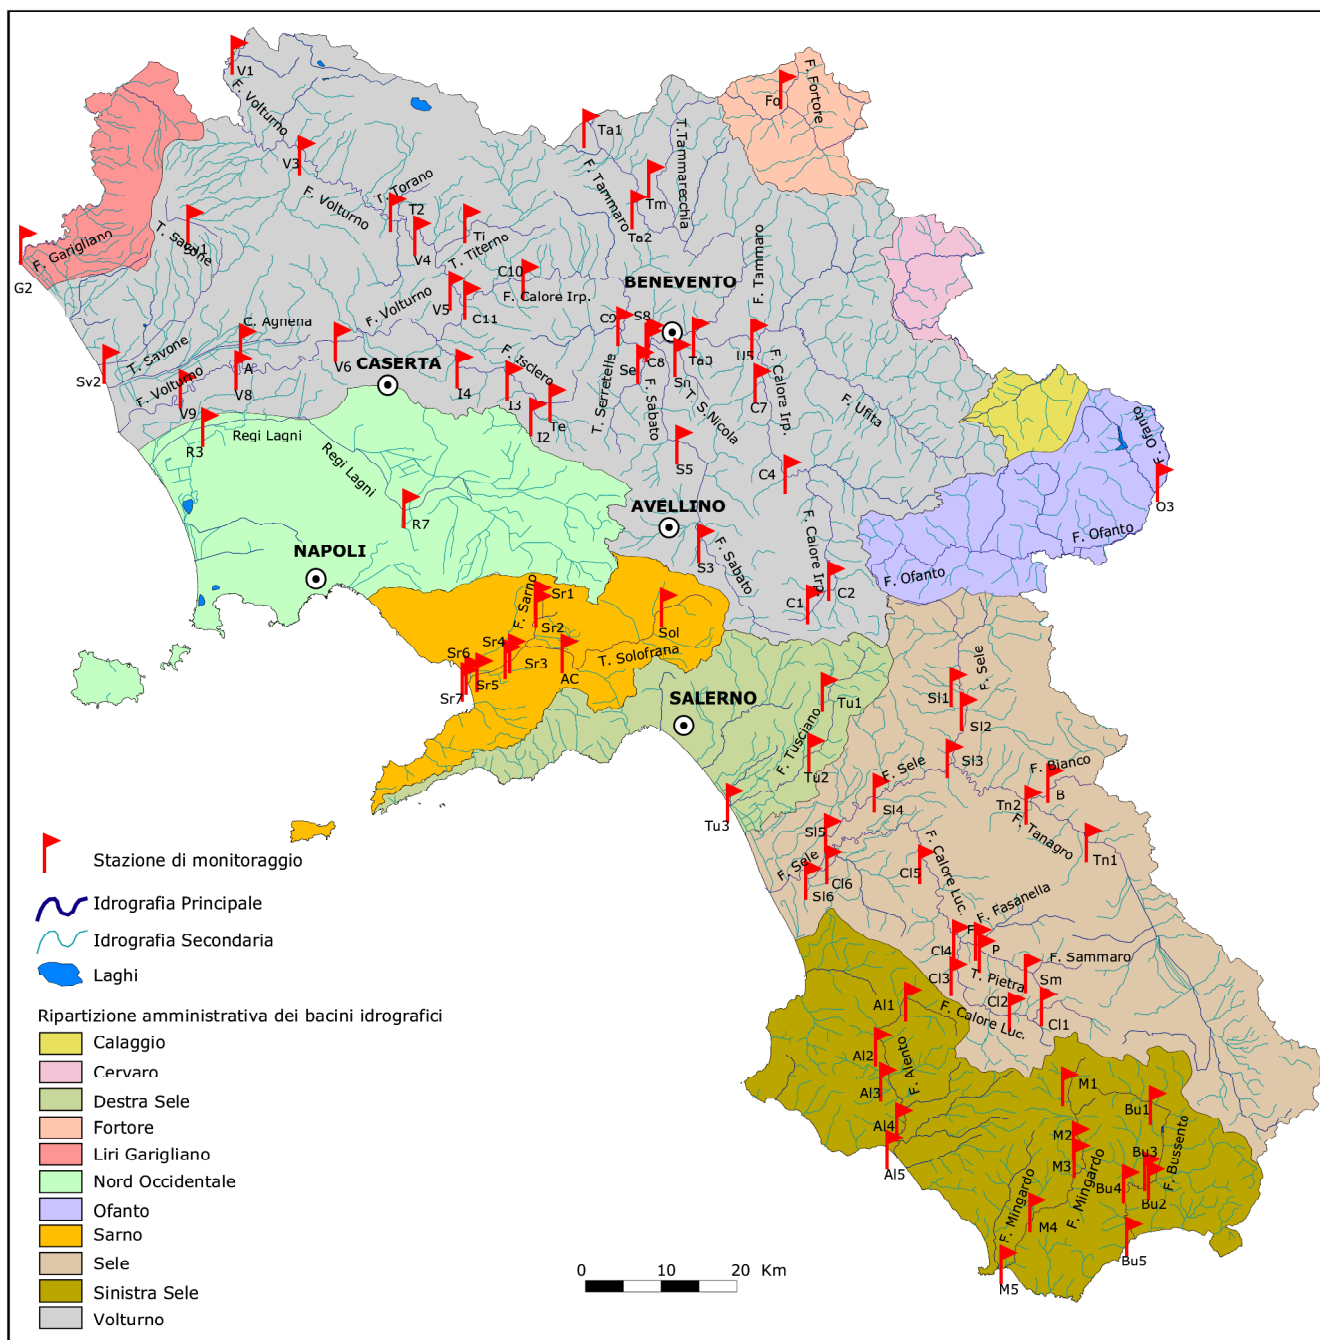 V1
F. Volturno
Fo
F. Fortore
Ta1
T.Tammarecchia
V3
F. Tammaro
T. Torano
F. Volturno
T2
Tm
Ta2
T. Savone
F. Garigliano
G2
V4
Ti
T. Titerno
F. Tammaro
C10
BENEVENTO
F. Volturno
V5
F. Calore Irp.
C11
C9
S8
C. Agnena
T. Savone
A
V6
CASERTA
F. Isclero
Se
C8
Sn
Ta3
U5
F. Calore Irp.
Sv2
F. Volturno
V8
V9
I4
I3
I2
Te
T. Serretelle
F. Sabato
T. S.Nicola
C7
F. Ufita
F. Ofanto
R3
Regi Lagni
Regi Lagni
S5
C4
O3
R7
AVELLINO
F. Calore Irp.
F. Ofanto
NAPOLI
S3
F. Sabato
F. Ofanto
C1
C2
F. Sarno
Sr1
Sr2
Sol
Sr4
Sr3
Sr6
Sr5
Sr7
AC
T. Solofrana
F. Sele
SALERNO
Sl1
Tu1
Sl2
F. Tusciano
Sl3
Tu2
F. Sele
F. Bianco
B
Tn2
Sl4
Tu3
F. Tanagro
Sl5
Tn1
F. Sele
F. Calore Luc.
Cl5
Cl6
Sl6
F. Fasanella
F
P
Cl4
F. Sammaro
Cl3
T. Pietra
Sm
Al1
Cl2
Cl1
F. Calore Luc.
Al2
F. Alento
Al3
M1
Al4
Bu1
M2
Al5
M3
Bu3
F. Bussento
F. Mingardo
Bu4
Bu2
F. Mingardo
M4
Bu5
M5
Stazione di monitoraggio
Idrografia Principale
Idrografia Secondaria
Laghi
Ripartizione amministrativa dei bacini idrografici
Calaggio
Cervaro
Destra Sele
Fortore
Liri Garigliano
Nord Occidentale
Ofanto
Sarno
Sele
Sinistra Sele
Volturno
0 10 20 Km